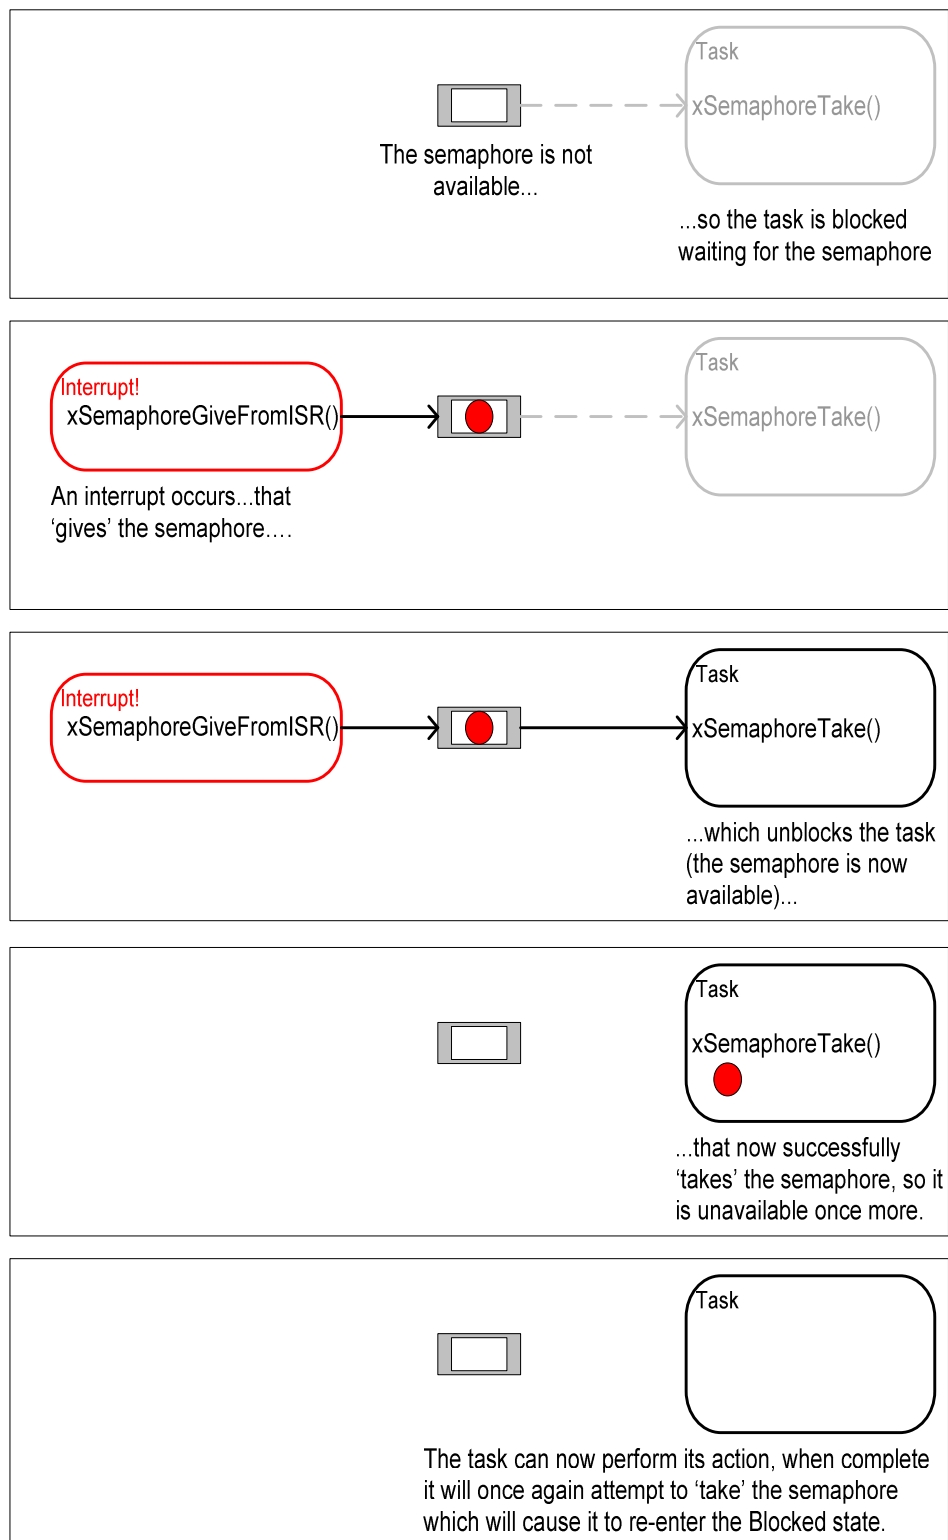 Task
xSemaphoreTake()
The semaphore is not
available...
...so the task is blocked
waiting for the semaphore
Interrupt!
xSemaphoreGiveFromISR()
Task
xSemaphoreTake()
An interrupt occurs...that
‘gives’ the semaphore….
Interrupt!
xSemaphoreGiveFromISR()
Task
xSemaphoreTake()
...which unblocks the task
(the semaphore is now
available)...
Task
xSemaphoreTake()
...that now successfully
‘takes’ the semaphore, so it
is unavailable once more.
Task
The task can now perform its action, when complete
it will once again attempt to ‘take’ the semaphore
which will cause it to re-enter the Blocked state.